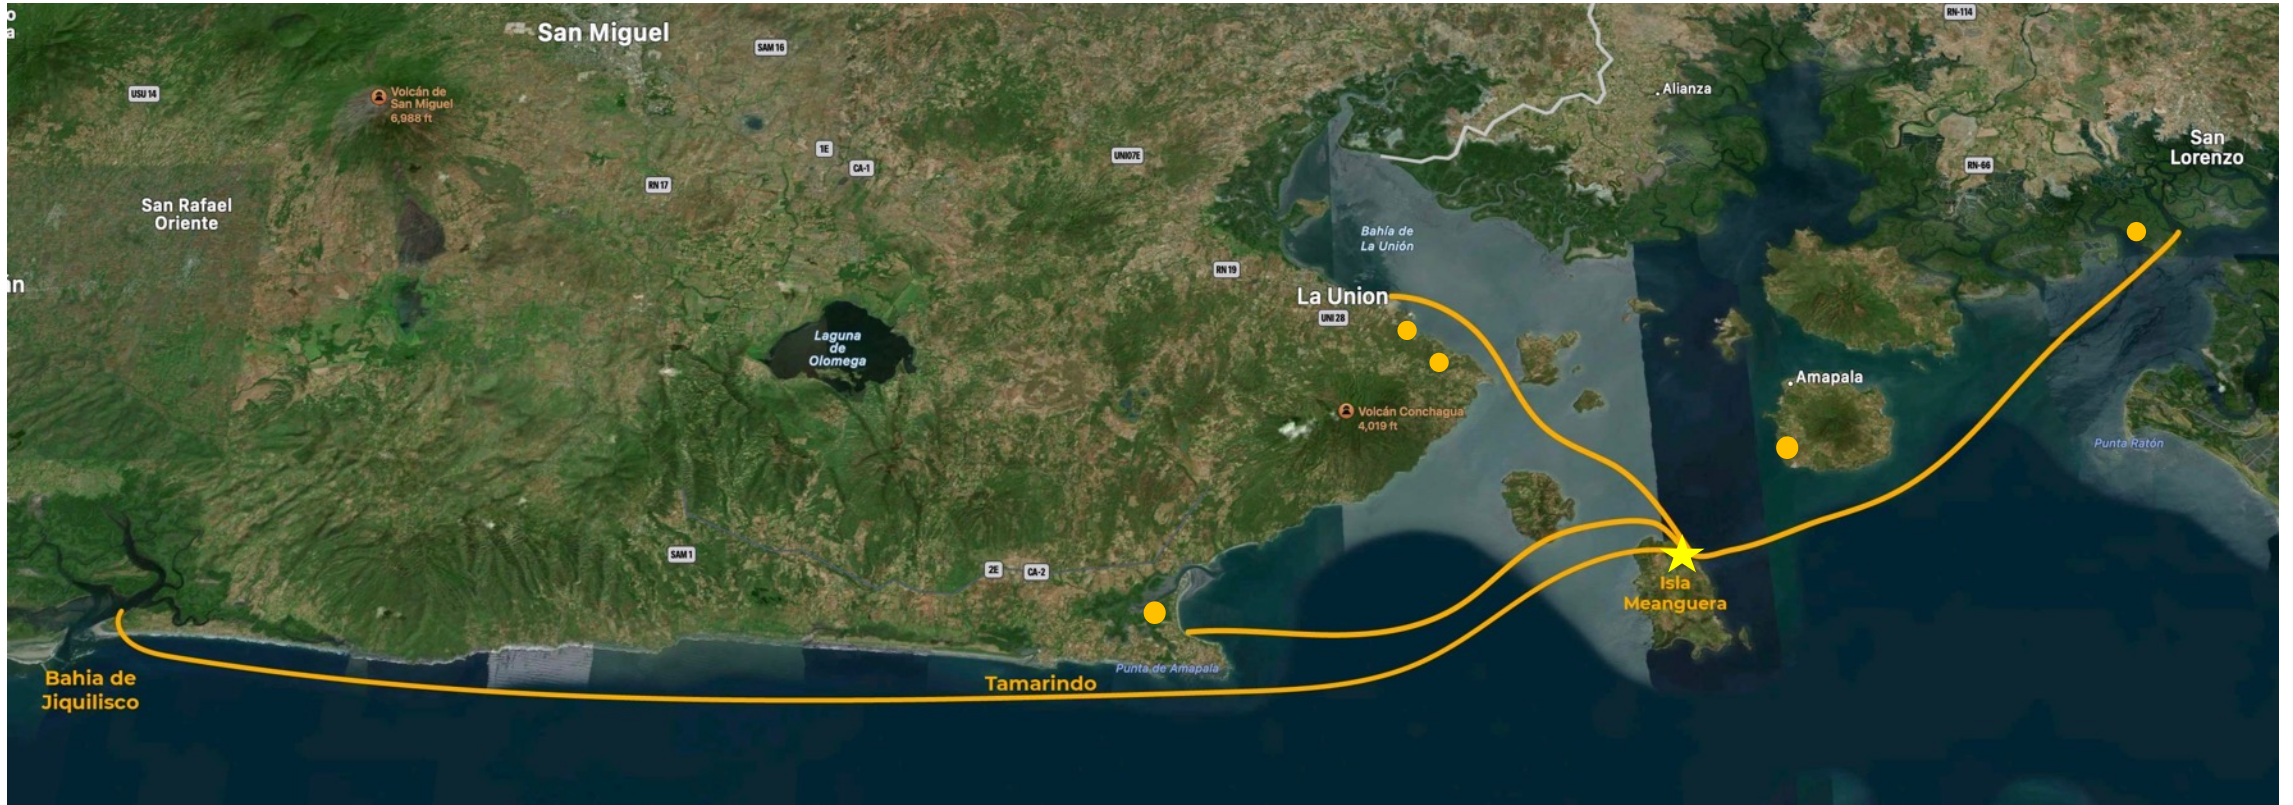 o
a
San Miguel
SAM 16
RN-114
USU 14
Volcán de
San Miguel
6,988 ft
Alianza
1E
CA-1
UNI07E
San
Lorenzo
RN-66
RN 17
San Rafael
Oriente
Bahía de
La Unión
RN 19
ín
La Union
UNI 28
Laguna
de
Olomega
Amapala
Volcán Conchagua
4,019 ft
Punta Ratón
SAM 1
2E
CA-2
Isla
Meanguera
Punta de Amapala
Bahia de
Jiquilisco
Tamarindo